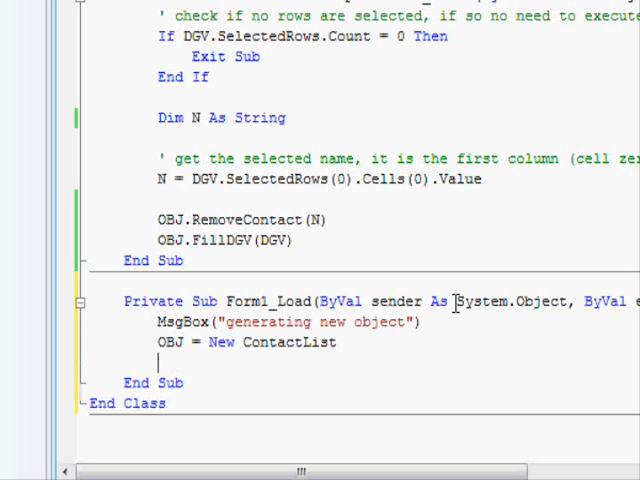 ' check if no rows are selected, if so no need to execute
If DGV.SelectedRows.Count = 0 Then
Exit Sub
End If
Dim N As String
' get the selected name, it is the first column (cell zer
N = DGV.SelectedRows(0).Cells(0).Value
OBJ.RemoveContact(N)
OBJ.FillDGV(DGV)
End Sub
Private Sub Form1_Load(ByVal sender As System.Object, ByVal e
MsgBox("generating new object")
OBJ = New ContactList
End Sub
End Class